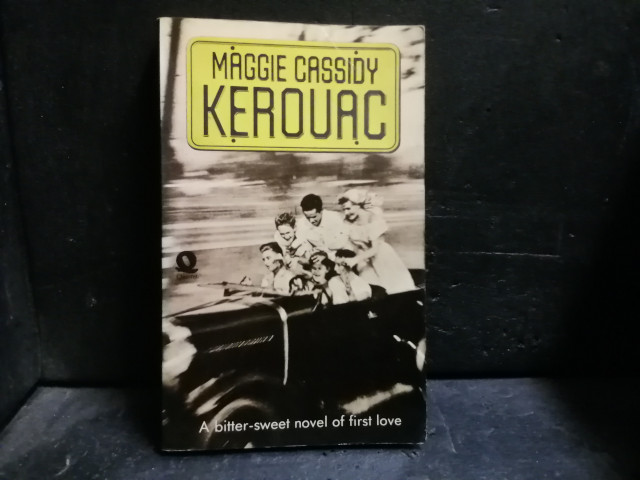 MAGGIE CASSIDY
KEROUAC
Q
A bitter-sweet novel of first love